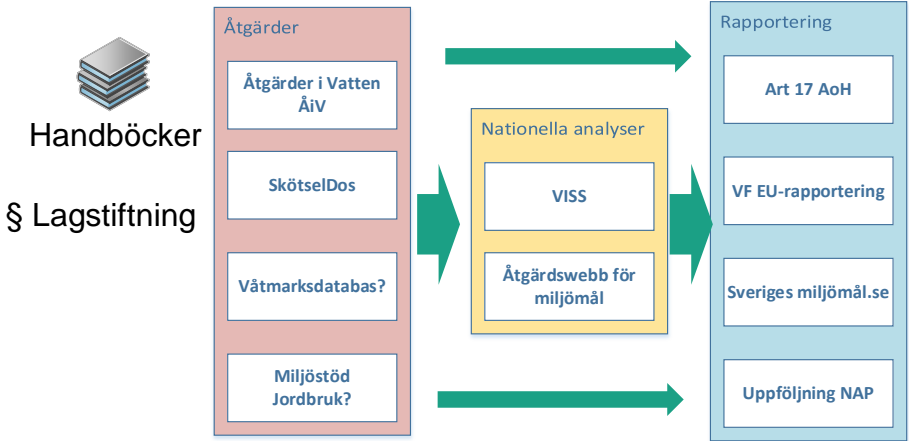 Handböcker
§ Lagstiftning
Åtgärder
Åtgärder i Vatten
ÅiV
SkötselDos
Våtmarksdatabas?
Miljöstöd
Jordbruk?
Nationella analyser
VISS
Åtgärdswebb för
miljömål
Rapportering
Art 17 AoH
VF EU-rapportering
Sveriges miljömål.se
Uppföljning NAP